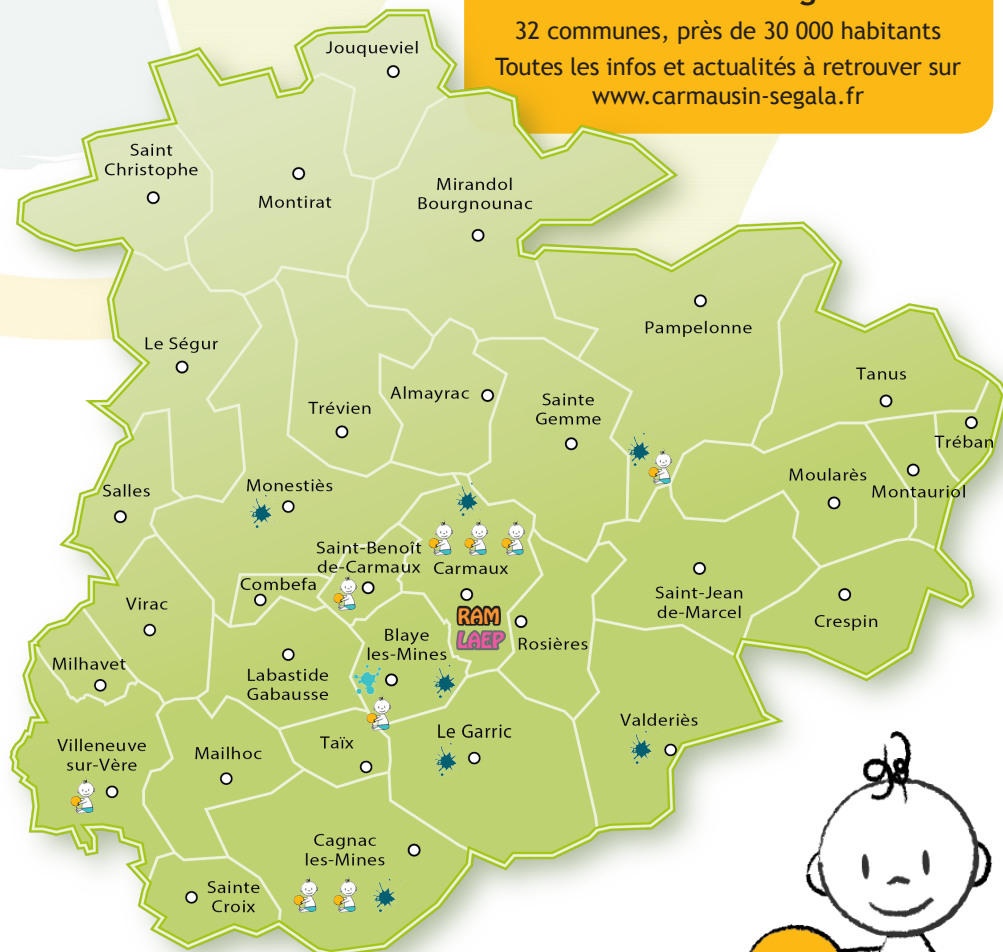 32 communes, près de 30 000 habitants
Toutes les infos et actualités à retrouver sur
www.carmausin-segala.fr
Jouqueviel
Saint
Christophe
Montirat
Mirandol
Bourgnounac
Pampelonne
Le Ségur
Tanus
Almayrac
Trévien
Sainte
Gemme
Tréban
Moularès
Montauriol
Salles
Monestiès
Saint-Benoît
de-Carmaux
Carmaux
Combefa
Virac
Saint-Jean
de-Marcel
Crespin
RAM
LAEP
Rosières
Blaye
les-Mines
Milhavet
Labastide
Gabausse
Villeneuve
sur-Vère
Mailhoc
Taïx
Le Garric
Valderiès
Cagnac
les-Mines
Sainte
Croix